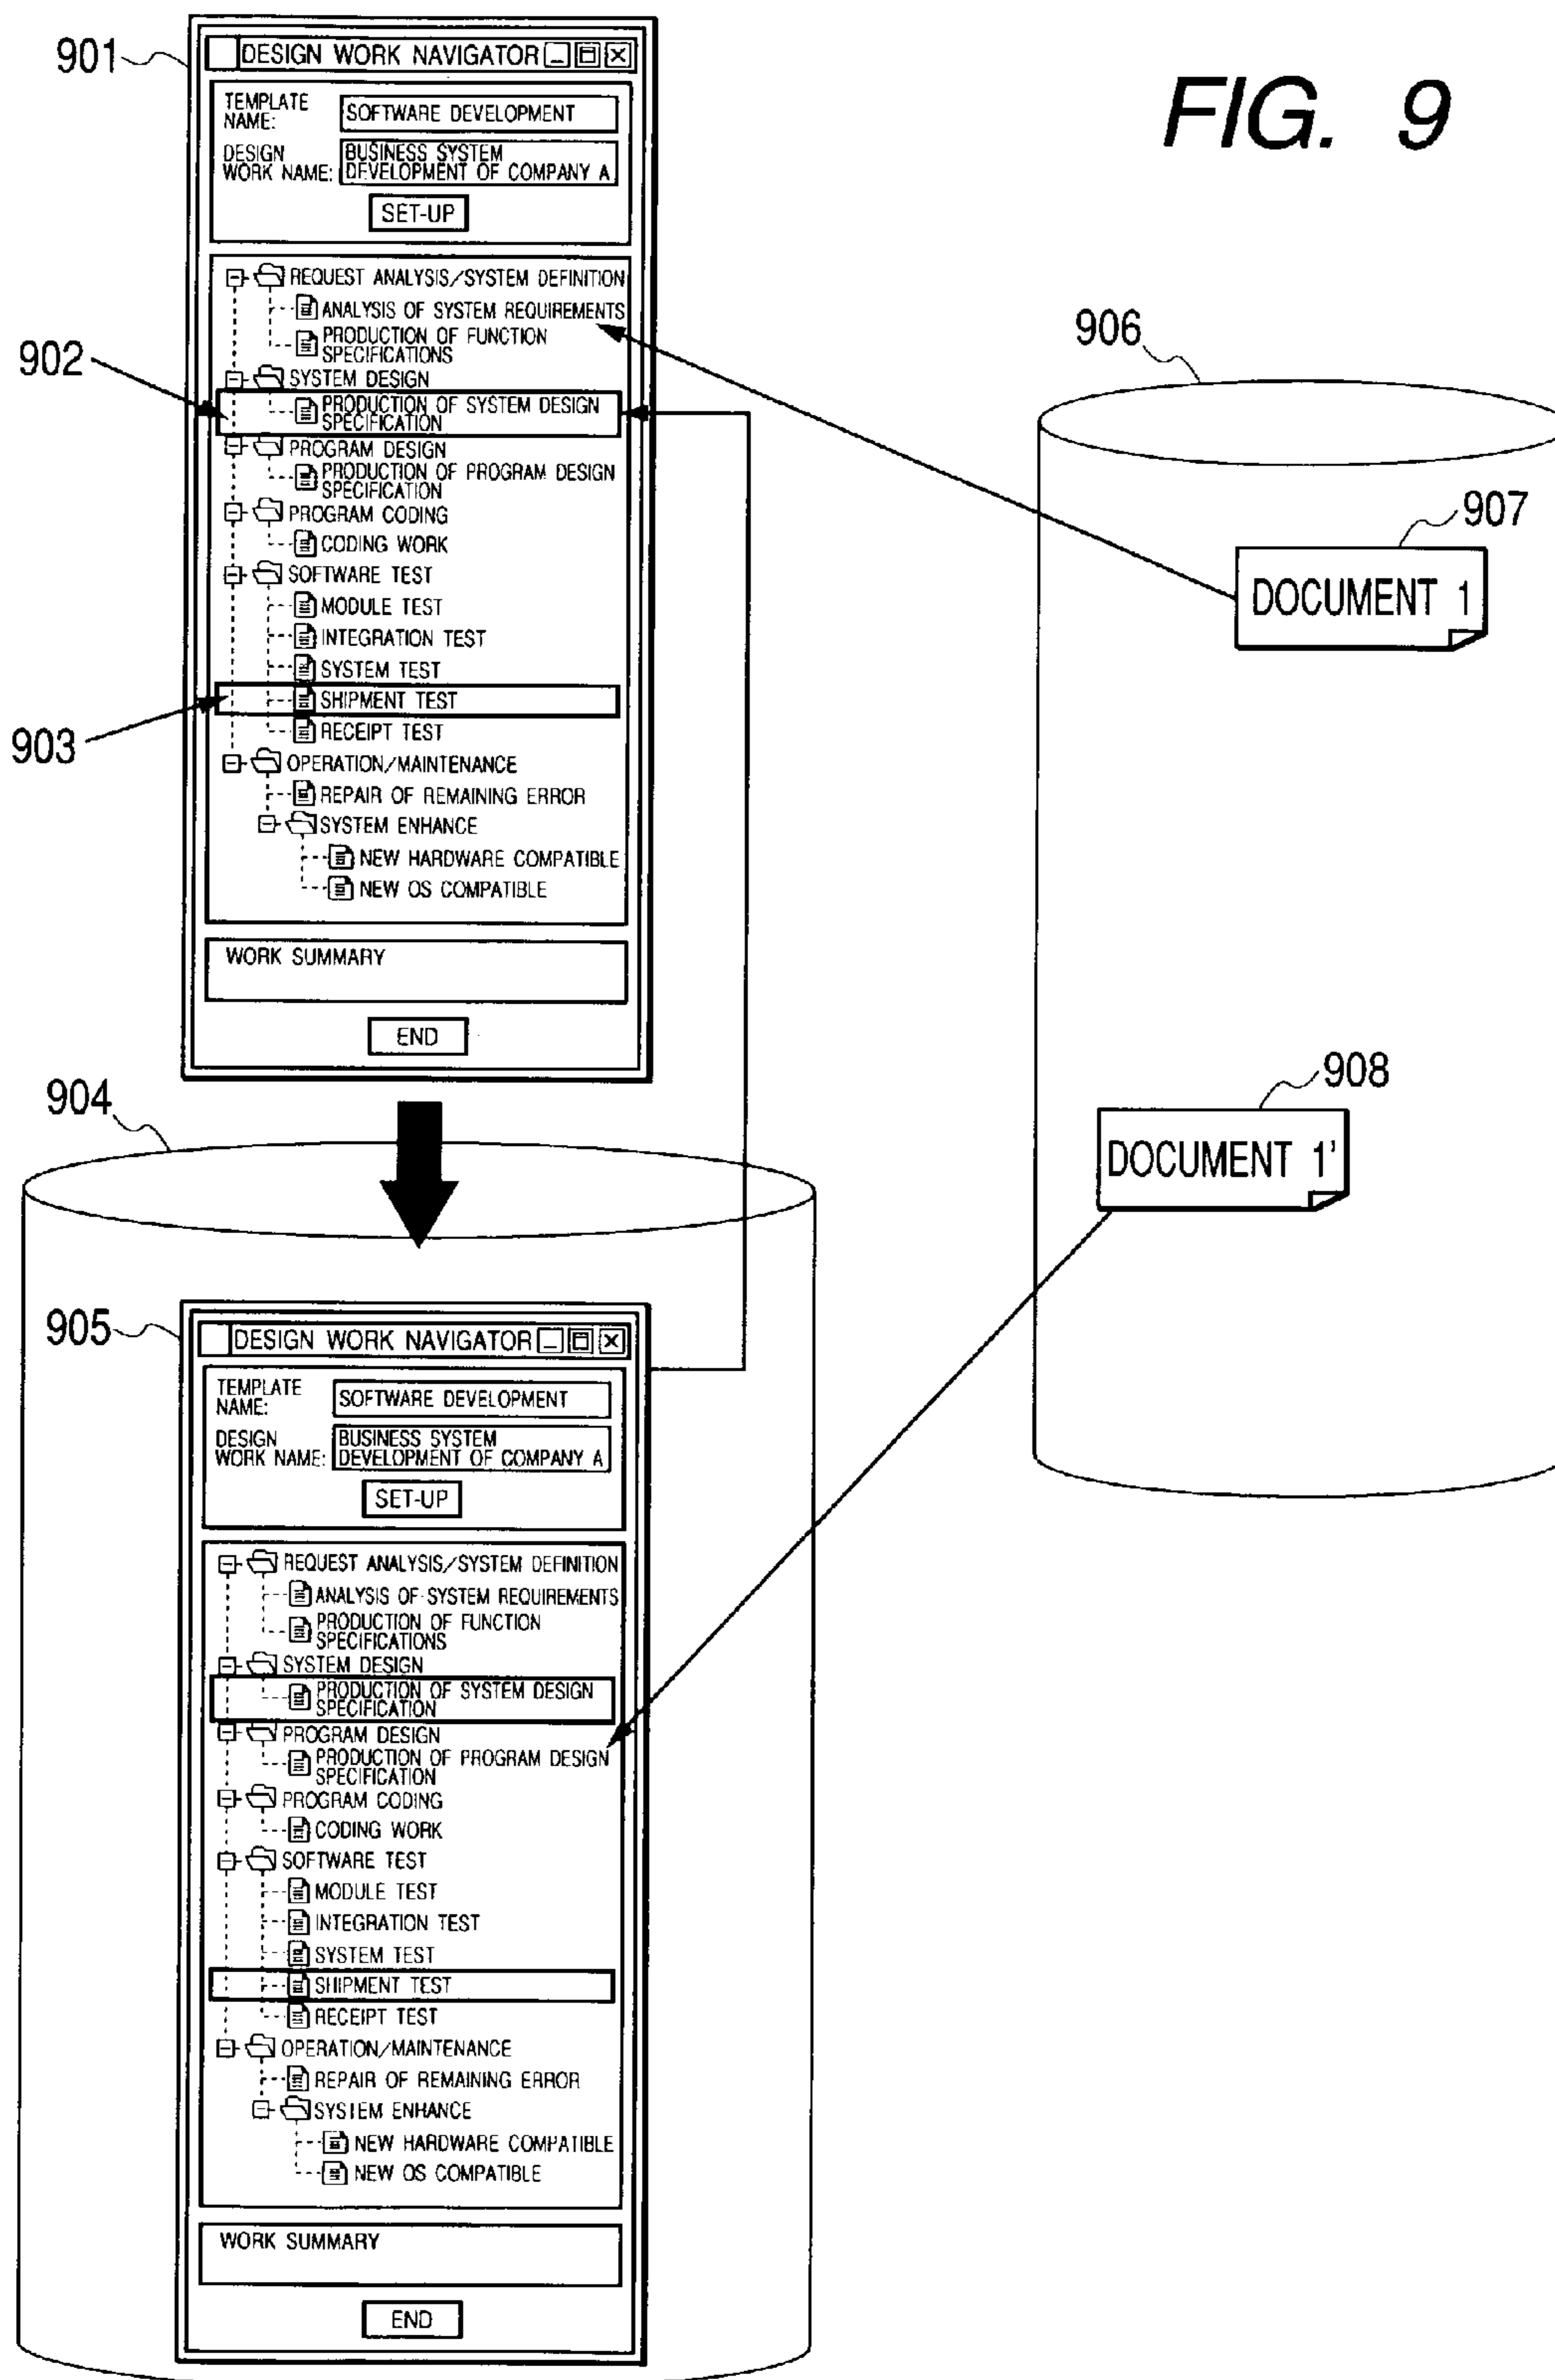 FIG. 9
901
DESIGN WORK NAVIGATOR
TEMPLATE
NAME:
SOFTWARE DEVELOPMENT
DESIGN
WORK NAME:
BUSINESS SYSTEM
DEVELOPMENT OF COMPANY A
SET-UP
REQUEST ANALYSIS/SYSTEM DEFINITION
ANALYSIS OF SYSTEM REQUIREMENTS
PRODUCTION OF FUNCTION
SPECIFICATIONS
902
SYSTEM DESIGN
PRODUCTION OF SYSTEM DESIGN
SPECIFICATION
PROGRAM DESIGN
PRODUCTION OF PROGRAM DESIGN
SPECIFICATION
PROGRAM CODING
CODING WORK
SOFTWARE TEST
MODULE TEST
INTEGRATION TEST
SYSTEM TEST
SHIPMENT TEST
903
RECEIPT TEST
OPERATION/MAINTENANCE
REPAIR OF REMAINING ERROR
SYSTEM ENHANCE
NEW HARDWARE COMPATIBLE
NEW OS COMPATIBLE
WORK SUMMARY
END
906
907
DOCUMENT 1
908
DOCUMENT 1'
904
905
DESIGN WORK NAVIGATOR
TEMPLATE
NAME:
SOFTWARE DEVELOPMENT
DESIGN
WORK NAME:
BUSINESS SYSTEM
DEVELOPMENT OF COMPANY A
SET-UP
REQUEST ANALYSIS/SYSTEM DEFINITION
ANALYSIS OF SYSTEM REQUIREMENTS
PRODUCTION OF FUNCTION
SPECIFICATIONS
SYSTEM DESIGN
PRODUCTION OF SYSTEM DESIGN
SPECIFICATION
PROGRAM DESIGN
PRODUCTION OF PROGRAM DESIGN
SPECIFICATION
PROGRAM CODING
CODING WORK
SOFTWARE TEST
MODULE TEST
INTEGRATION TEST
SYSTEM TEST
SHIPMENT TEST
RECEIPT TEST
OPERATION/MAINTENANCE
REPAIR OF REMAINING ERROR
SYSTEM ENHANCE
NEW HARDWARE COMPATIBLE
NEW OS COMPATIBLE
WORK SUMMARY
END